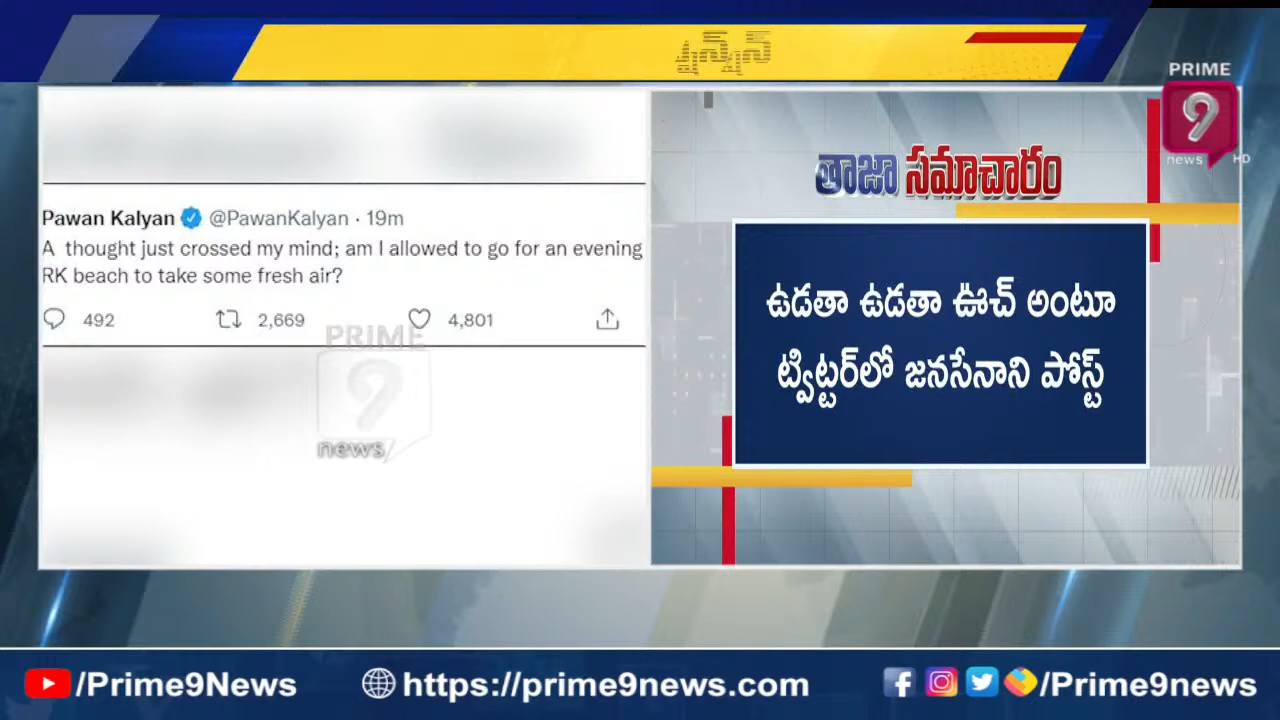 PRIME
9
news
HD
తాజా సమాచారం
Pawan Kalyan @PawanKalyan · 19m
A thought just crossed my mind; am I allowed to go for an evening
RK beach to take some fresh air?
492 2,669 4,801
PRIME
9
news
ఉడతా ఉడతా ఊచ్ అంటూ
ట్విట్టర్‌లో జనసేనాని పోస్ట్
/Prime9News https://prime9news.com /Prime9news